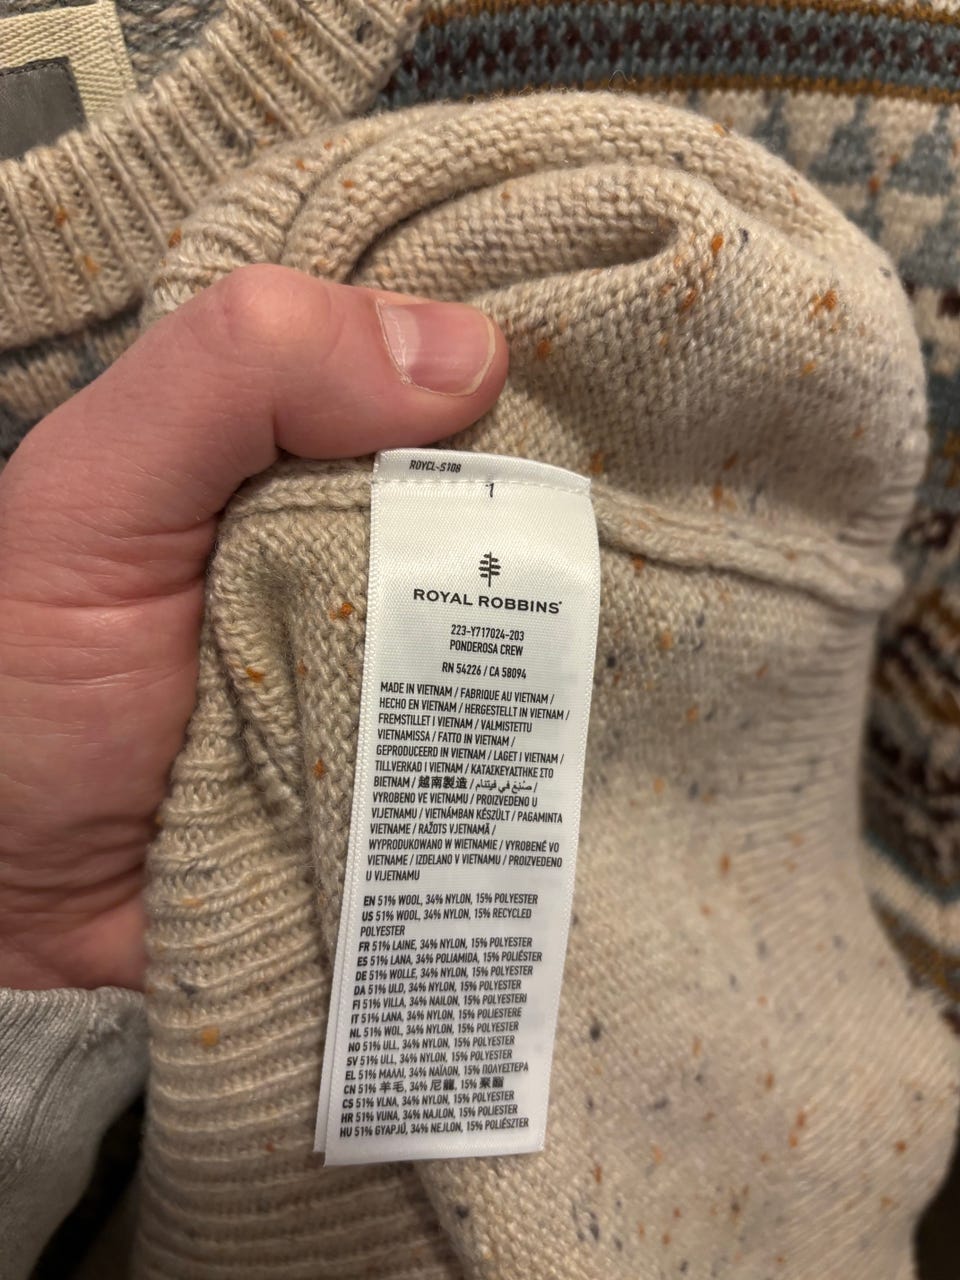 ROYCL-S108
1
ROYAL ROBBINS®
223-Y717024-203
PONDEROSA CREW
RN 54226 / CA 58094
MADE IN VIETNAM / FABRIQUE AU VIETNAM /
HECHO EN VIETNAM / HERGESTELLT IN VIETNAM /
FREMSTILLET I VIETNAM / VALMISTETTU
VIETNAMISSA / FATTO IN VIETNAM /
GEPRODUCEERD IN VIETNAM / LAGET I VIETNAM /
TILLVERKAD I VIETNAM / ΚΑΤΑΣΚΕΥΑΣΤΗΚΕ ΣΤΟ
ΒΙΕΤΝΑΜ / 越南製造 / صُنِعَ في فيتنام /
VYROBENO VE VIETNAMU / PROIZVEDENO U
VIJETNAMU / VIETNÁMBAN KÉSZÜLT / PAGAMINTA
VIETNAME / RAŽOTS VJETNAMĀ /
WYPRODUKOWANO W WIETNAMIE / VYROBENÉ VO
VIETNAME / IZDELANO V VIETNAMU / PROIZVEDENO
U VIJETNAMU
EN 51% WOOL, 34% NYLON, 15% POLYESTER
US 51% WOOL, 34% NYLON, 15% RECYCLED
POLYESTER
FR 51% LAINE, 34% NYLON, 15% POLYESTER
ES 51% LANA, 34% POLIAMIDA, 15% POLIÉSTER
DE 51% WOLLE, 34% NYLON, 15% POLYESTER
DA 51% ULD, 34% NYLON, 15% POLYESTER
FI 51% VILLA, 34% NAILON, 15% POLYESTERI
IT 51% LANA, 34% NYLON, 15% POLIESTERE
NL 51% WOL, 34% NYLON, 15% POLYESTER
NO 51% ULL, 34% NYLON, 15% POLYESTER
SV 51% ULL, 34% NYLON, 15% POLYESTER
EL 51% ΜΑΛΛΙ, 34% ΝΑΪΛΟΝ, 15% ΠΟΛΥΕΣΤΕΡΑ
CN 51% 羊毛, 34% 尼龍, 15% 聚酯
CS 51% VLNA, 34% NYLON, 15% POLYESTER
HR 51% VUNA, 34% NAJLON, 15% POLIESTER
HU 51% GYAPJÚ, 34% NEJLON, 15% POLIÉSZTER